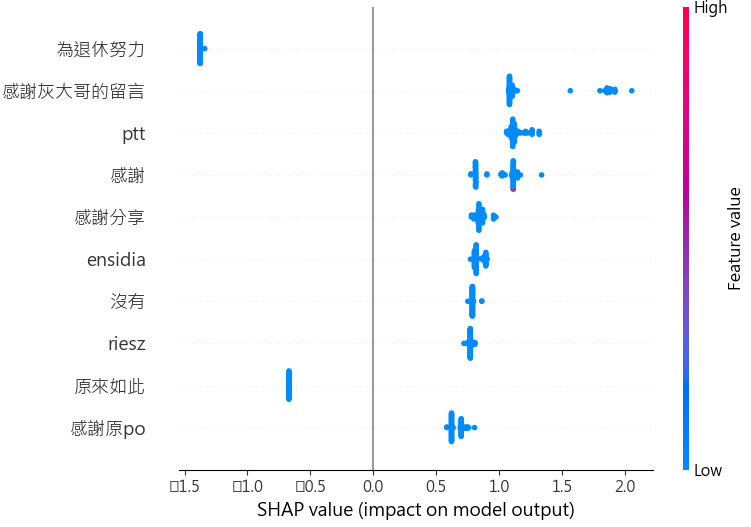 High
為退休努力
感謝灰大哥的留言
ptt
感謝
感謝分享
ensidia
沒有
riesz
原來如此
感謝原po
Feature value
Low
□1.5 □1.0 □0.5 0.0 0.5 1.0 1.5 2.0
SHAP value (impact on model output)